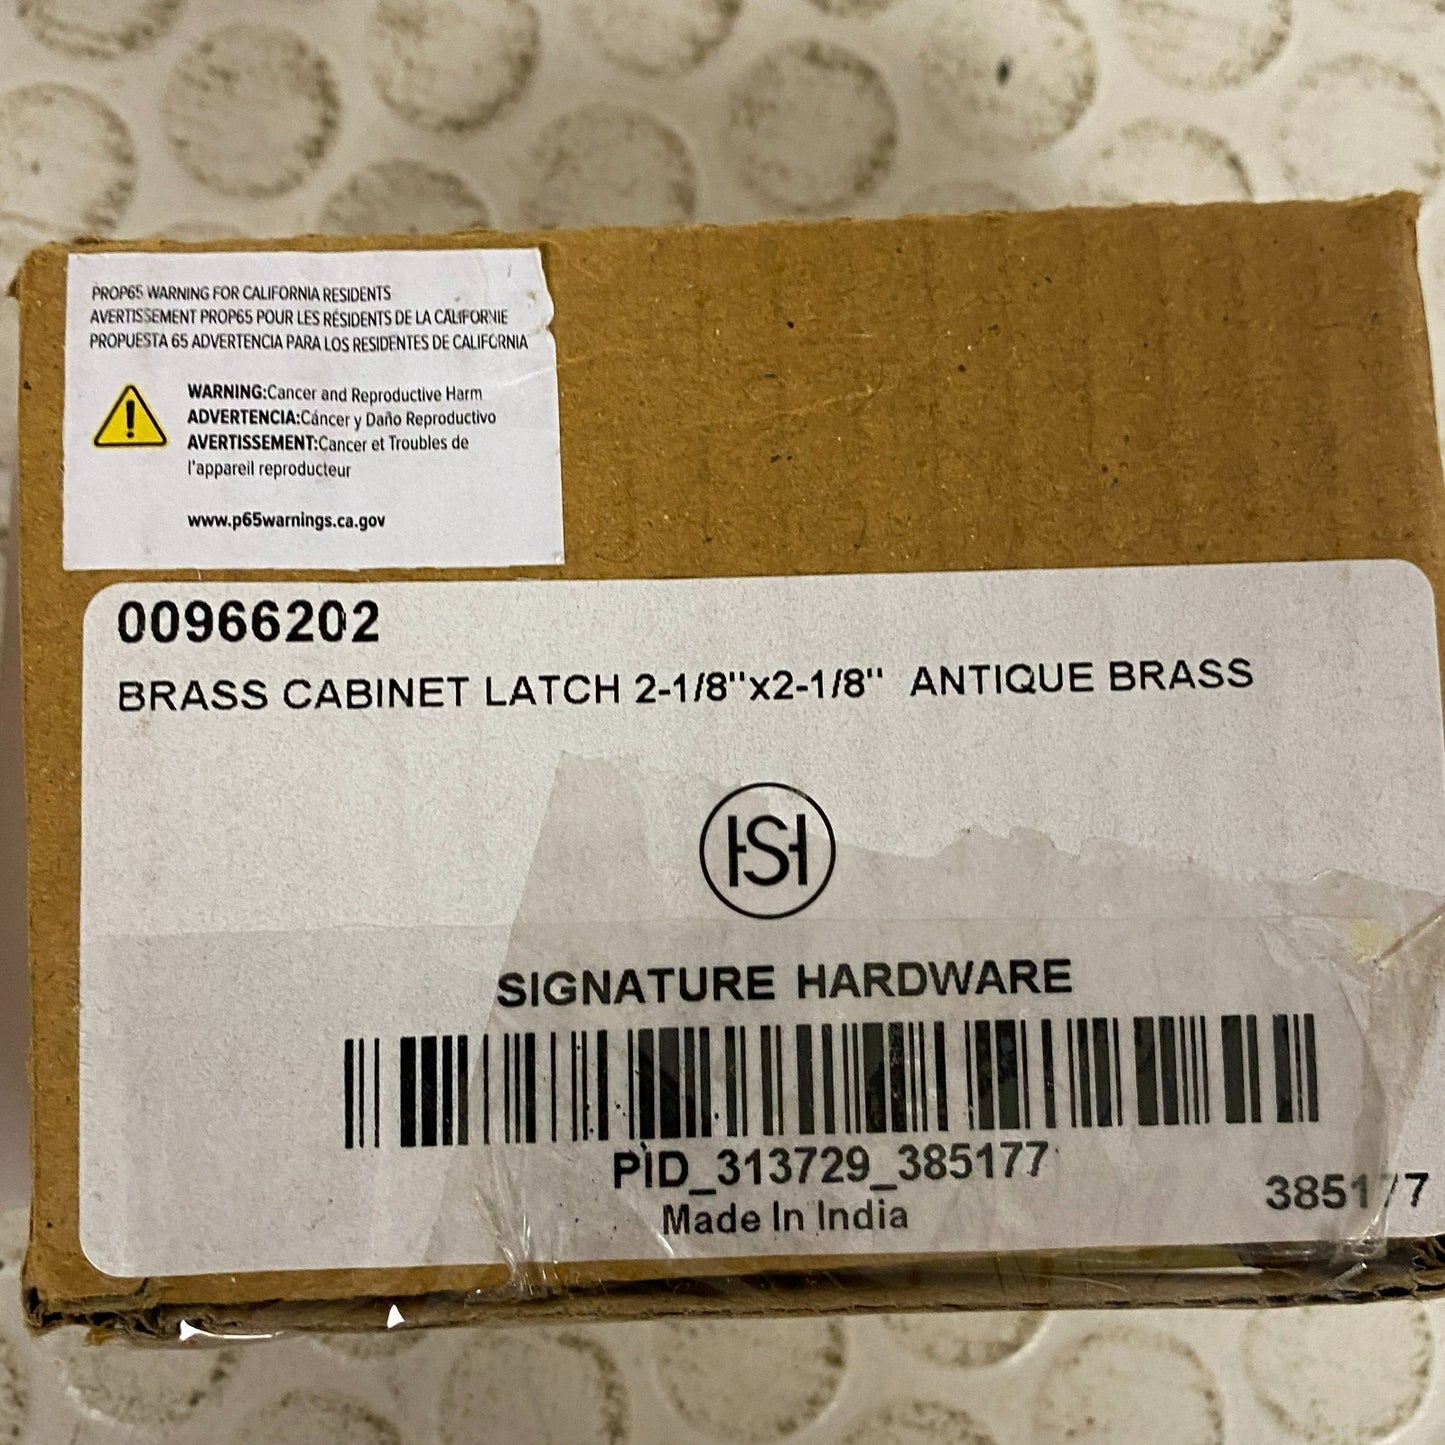 PROP65 WARNING FOR CALIFORNIA RESIDENTS
AVERTISSEMENT PROP65 POUR LES RÉSIDENTS DE LA CALIFORNIE
PROPUESTA 65 ADVERTENCIA PARA LOS RESIDENTES DE CALIFORNIA
WARNING:Cancer and Reproductive Harm
ADVERTENCIA:Cáncer y Daño Reproductivo
AVERTISSEMENT:Cancer et Troubles de
l'appareil reproducteur
www.p65warnings.ca.gov
00966202
BRASS CABINET LATCH 2-1/8"x2-1/8" ANTIQUE BRASS
HSH
SIGNATURE HARDWARE
PID_313729_385177
Made In India
385177